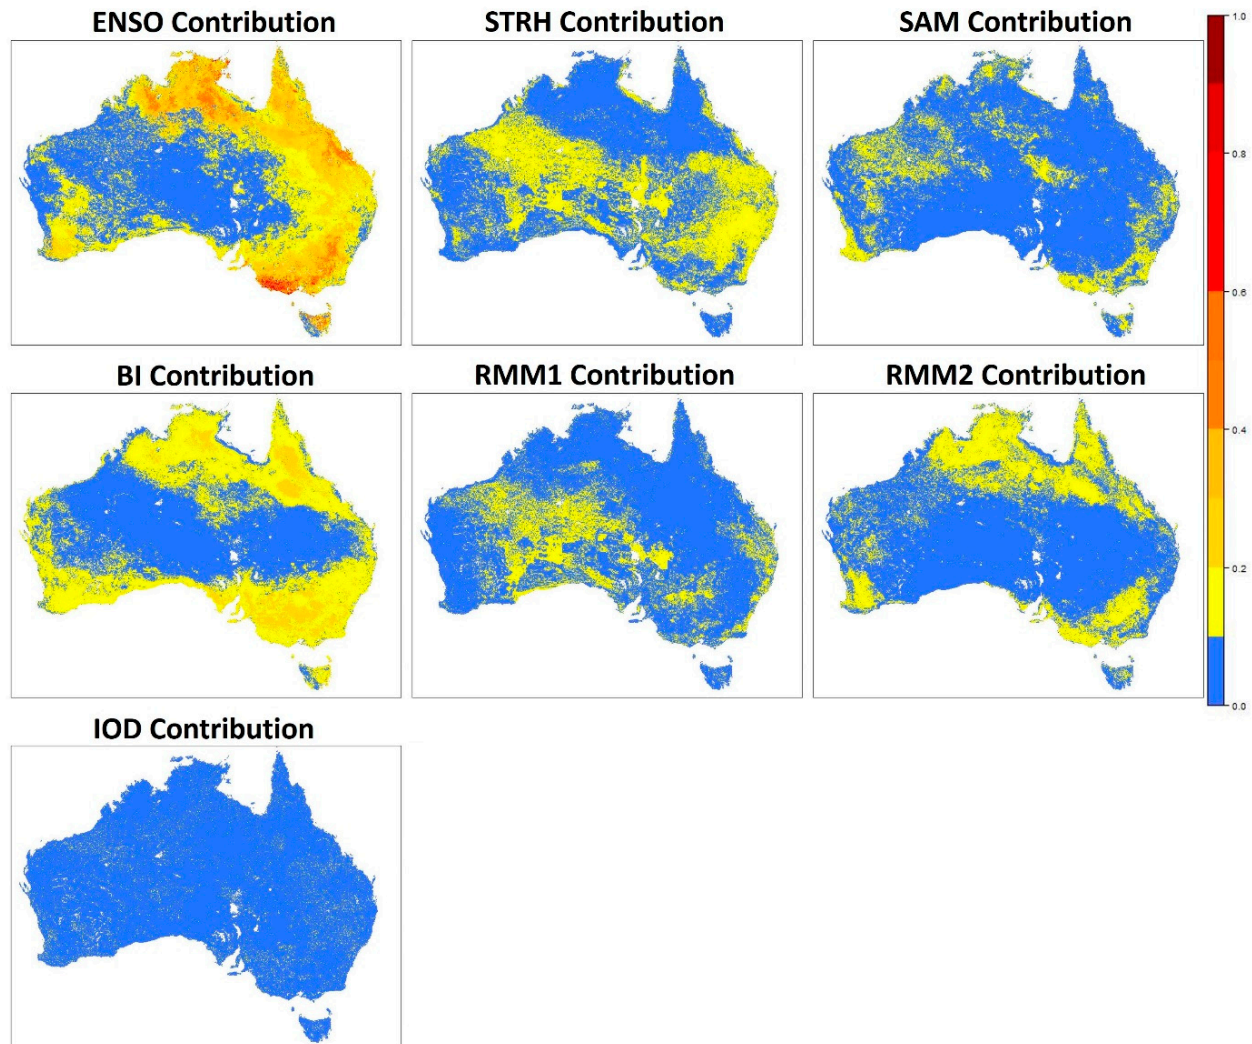 ENSO Contribution
STRH Contribution
SAM Contribution
1.0
0.8
0.6
0.4
0.2
0.0
BI Contribution
RMM1 Contribution
RMM2 Contribution
IOD Contribution